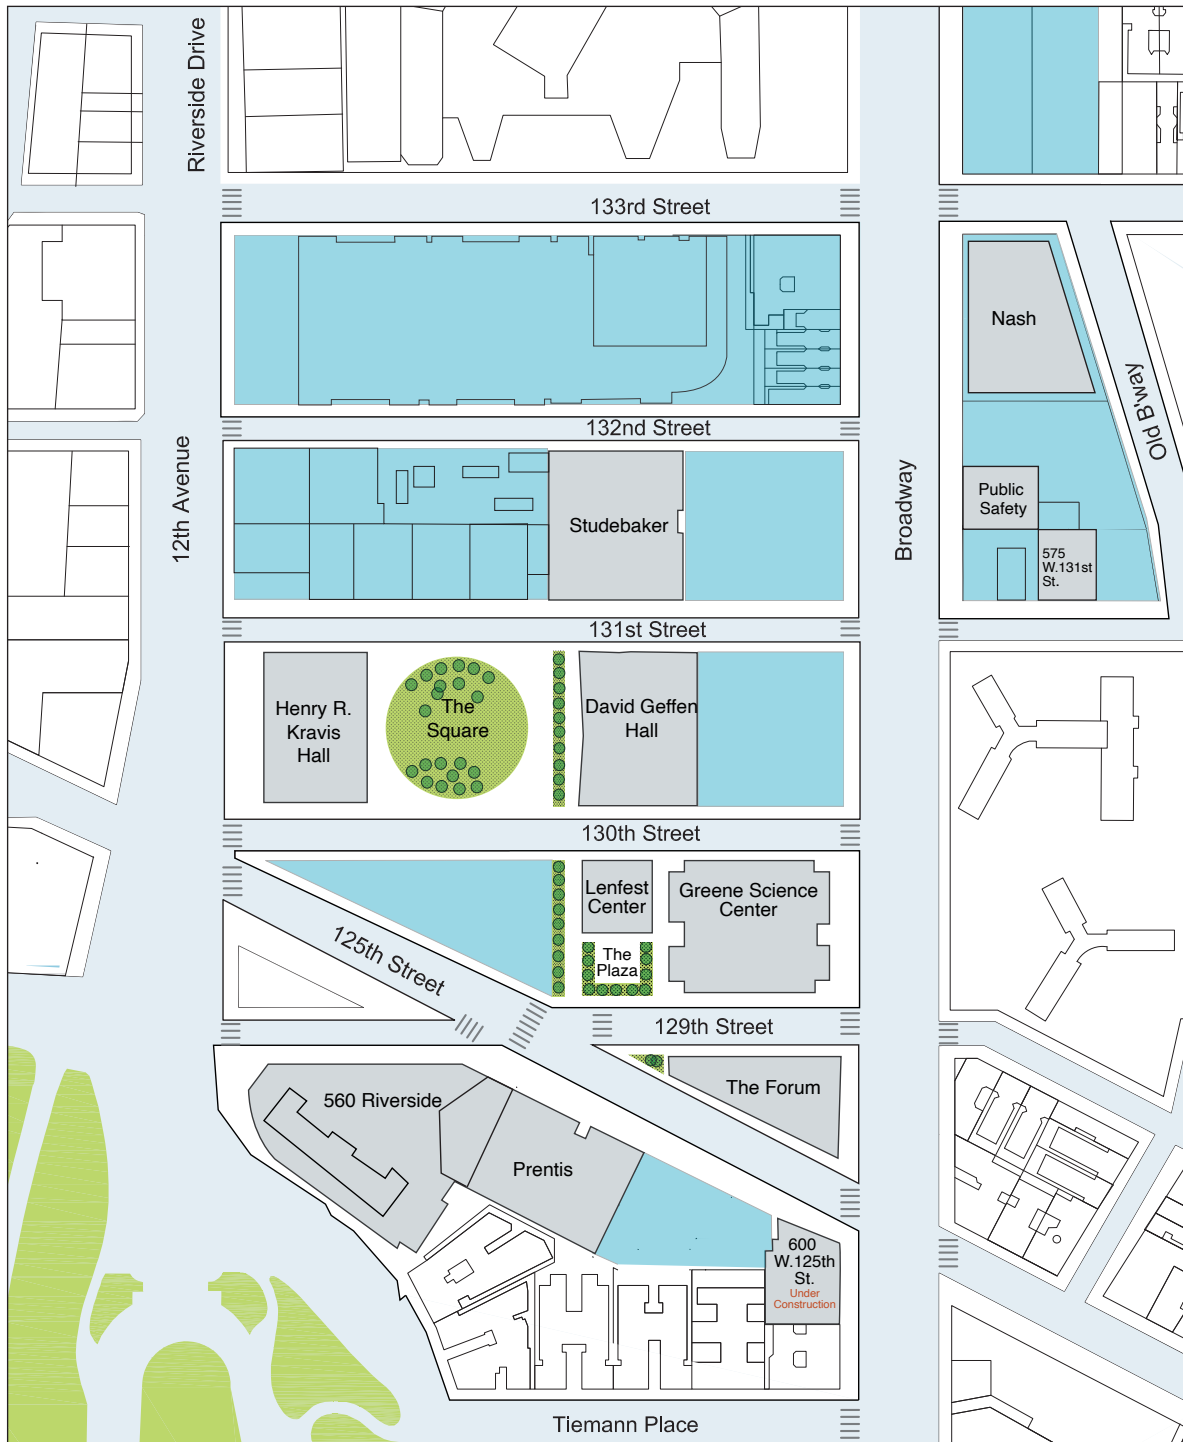 Riverside Drive
133rd Street
Nash
Old B'way
132nd Street
12th Avenue
Broadway
Studebaker
Public
Safety
575
W.131st
St.
131st Street
Henry R.
Kravis
Hall
The
Square
David Geffen
Hall
130th Street
Lenfest
Center
Greene Science
Center
125th Street
The
Plaza
129th Street
560 Riverside
The Forum
Prentis
600
W.125th
St.
Under
Construction
Tiemann Place